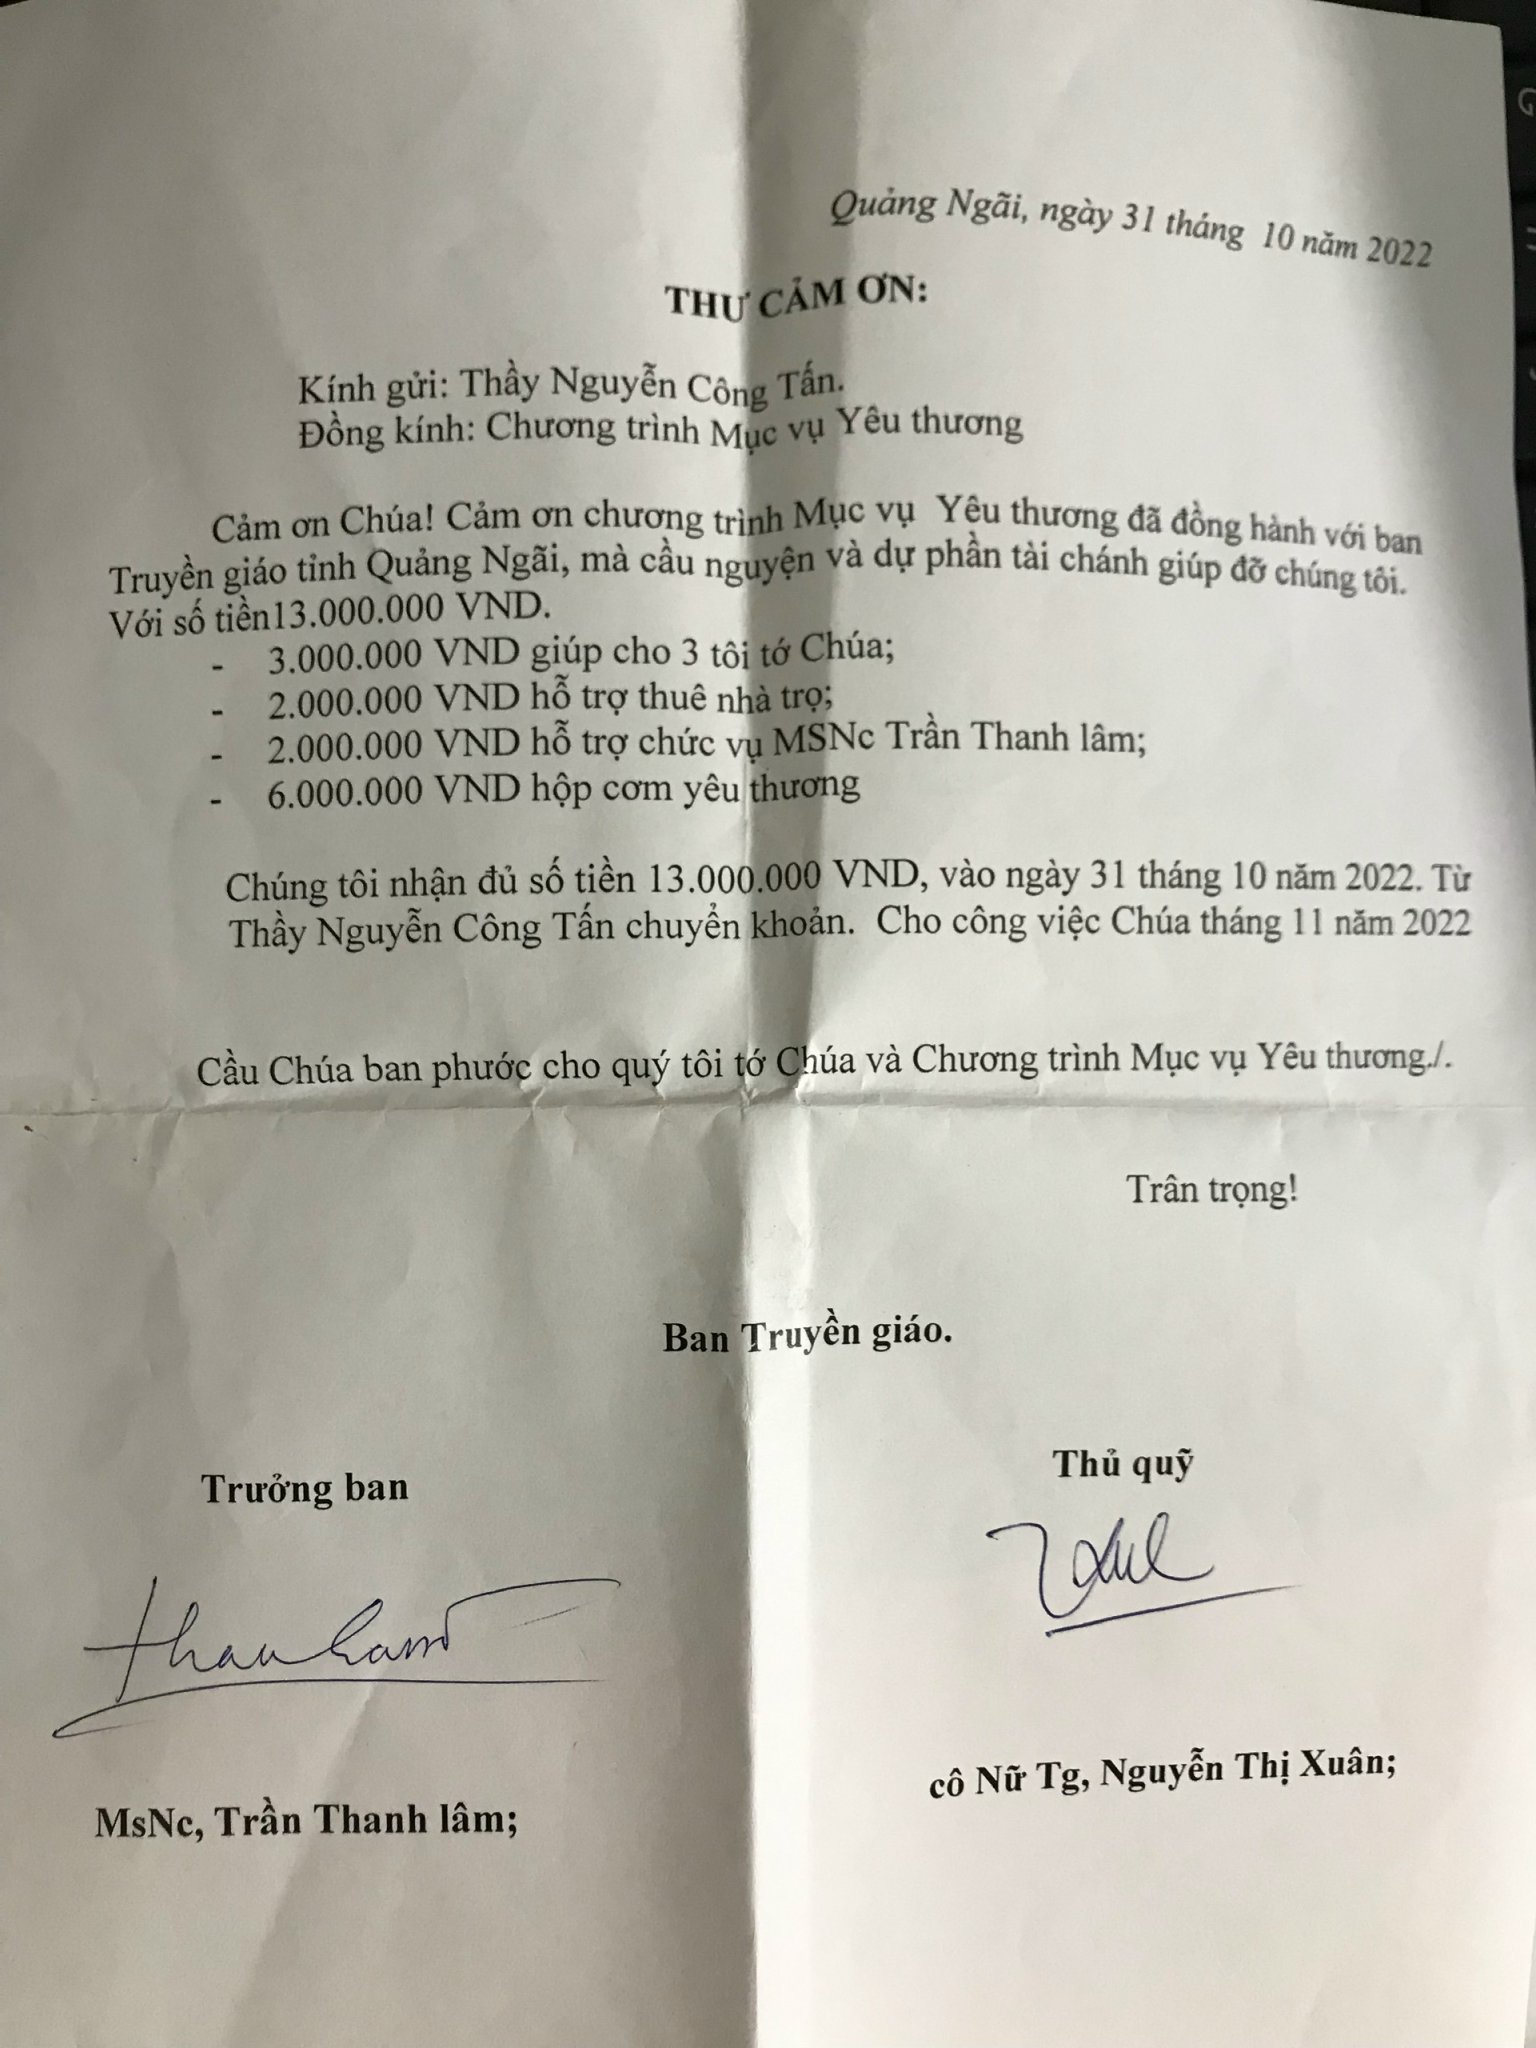 Quảng Ngãi, ngày 31 tháng 10 năm 2022
THƯ CẢM ƠN:
Kính gửi: Thầy Nguyễn Công Tấn.
Đồng kính: Chương trình Mục vụ Yêu thương
Cảm ơn Chúa! Cảm ơn chương trình Mục vụ Yêu thương đã đồng hành với ban
Truyền giáo tỉnh Quảng Ngãi, mà cầu nguyện và dự phần tài chánh giúp đỡ chúng tôi.
Với số tiền13.000.000 VND.
- 3.000.000 VND giúp cho 3 tôi tớ Chúa;
- 2.000.000 VND hỗ trợ thuê nhà trọ;
- 2.000.000 VND hỗ trợ chức vụ MSNc Trần Thanh lâm;
- 6.000.000 VND hộp cơm yêu thương
Chúng tôi nhận đủ số tiền 13.000.000 VND, vào ngày 31 tháng 10 năm 2022. Từ
Thầy Nguyễn Công Tấn chuyển khoản. Cho công việc Chúa tháng 11 năm 2022
Cầu Chúa ban phước cho quý tôi tớ Chúa và Chương trình Mục vụ Yêu thương./.
Trân trọng!
Ban Truyền giáo.
Thủ quỹ
Trưởng ban
cô Nữ Tg, Nguyễn Thị Xuân;
MsNc, Trần Thanh lâm;